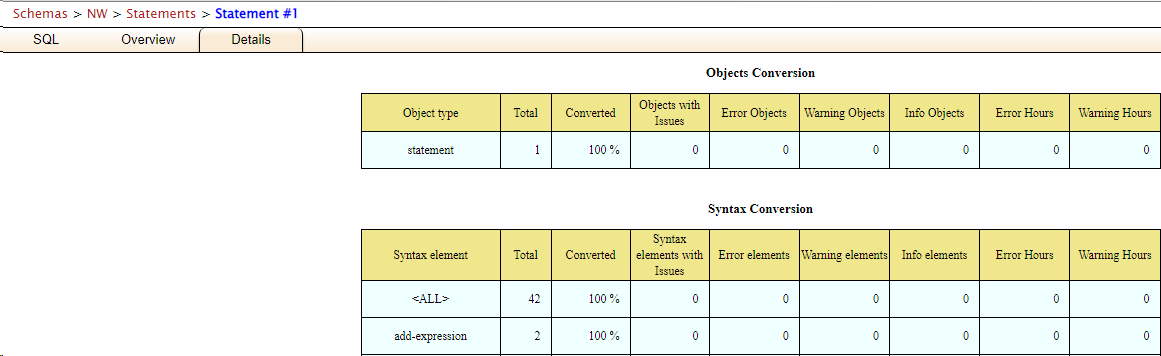 Schemas > NW > Statements > Statement #1
SQL Overview Details
Objects Conversion
Object type Total Converted Objects with Issues Error Objects Warning Objects Info Objects Error Hours Warning Hours
statement 1 100 % 0 0 0 0 0 0
Syntax Conversion
Syntax element Total Converted Syntax elements with Issues Error elements Warning elements Info elements Error Hours Warning Hours
<ALL> 42 100 % 0 0 0 0 0 0
add-expression 2 100 % 0 0 0 0 0 0